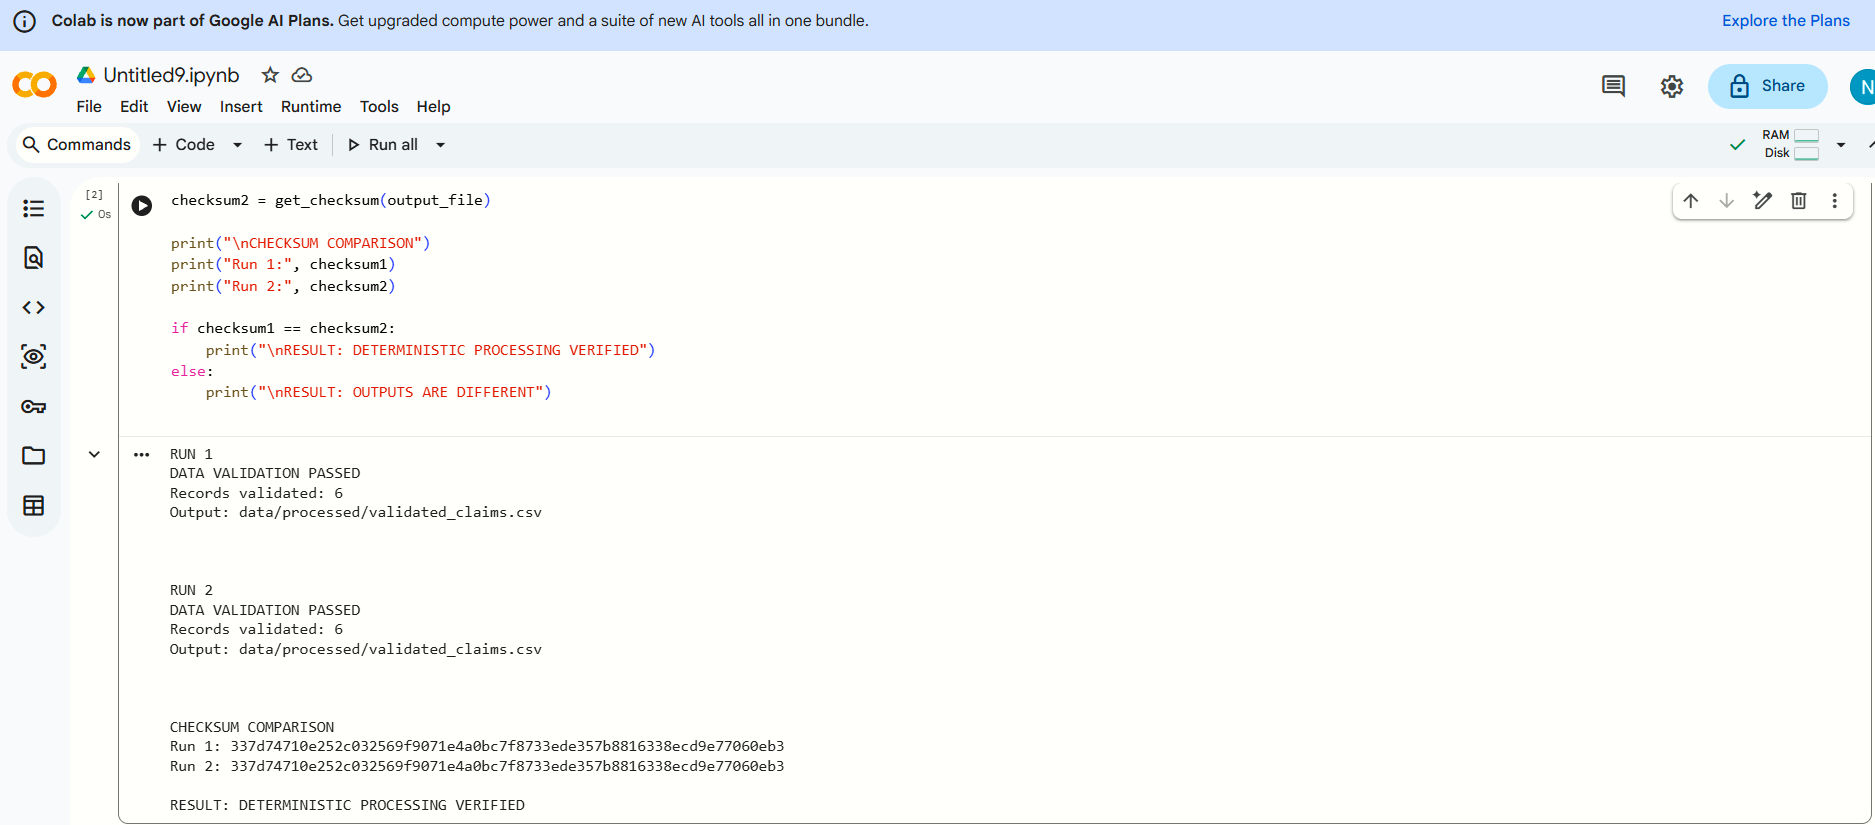 Colab is now part of Google AI Plans. Get upgraded compute power and a suite of new AI tools all in one bundle.
Explore the Plans
Untitled9.ipynb
File Edit View Insert Runtime Tools Help
Share
N
Commands + Code + Text Run all
RAM
Disk
[2]
0s
checksum2 = get_checksum(output_file)
print("\nCHECKSUM COMPARISON")
print("Run 1:", checksum1)
print("Run 2:", checksum2)
if checksum1 == checksum2:
    print("\nRESULT: DETERMINISTIC PROCESSING VERIFIED")
else:
    print("\nRESULT: OUTPUTS ARE DIFFERENT")
RUN 1
DATA VALIDATION PASSED
Records validated: 6
Output: data/processed/validated_claims.csv
RUN 2
DATA VALIDATION PASSED
Records validated: 6
Output: data/processed/validated_claims.csv
CHECKSUM COMPARISON
Run 1: 337d74710e252c032569f9071e4a0bc7f8733ede357b8816338ecd9e77060eb3
Run 2: 337d74710e252c032569f9071e4a0bc7f8733ede357b8816338ecd9e77060eb3
RESULT: DETERMINISTIC PROCESSING VERIFIED